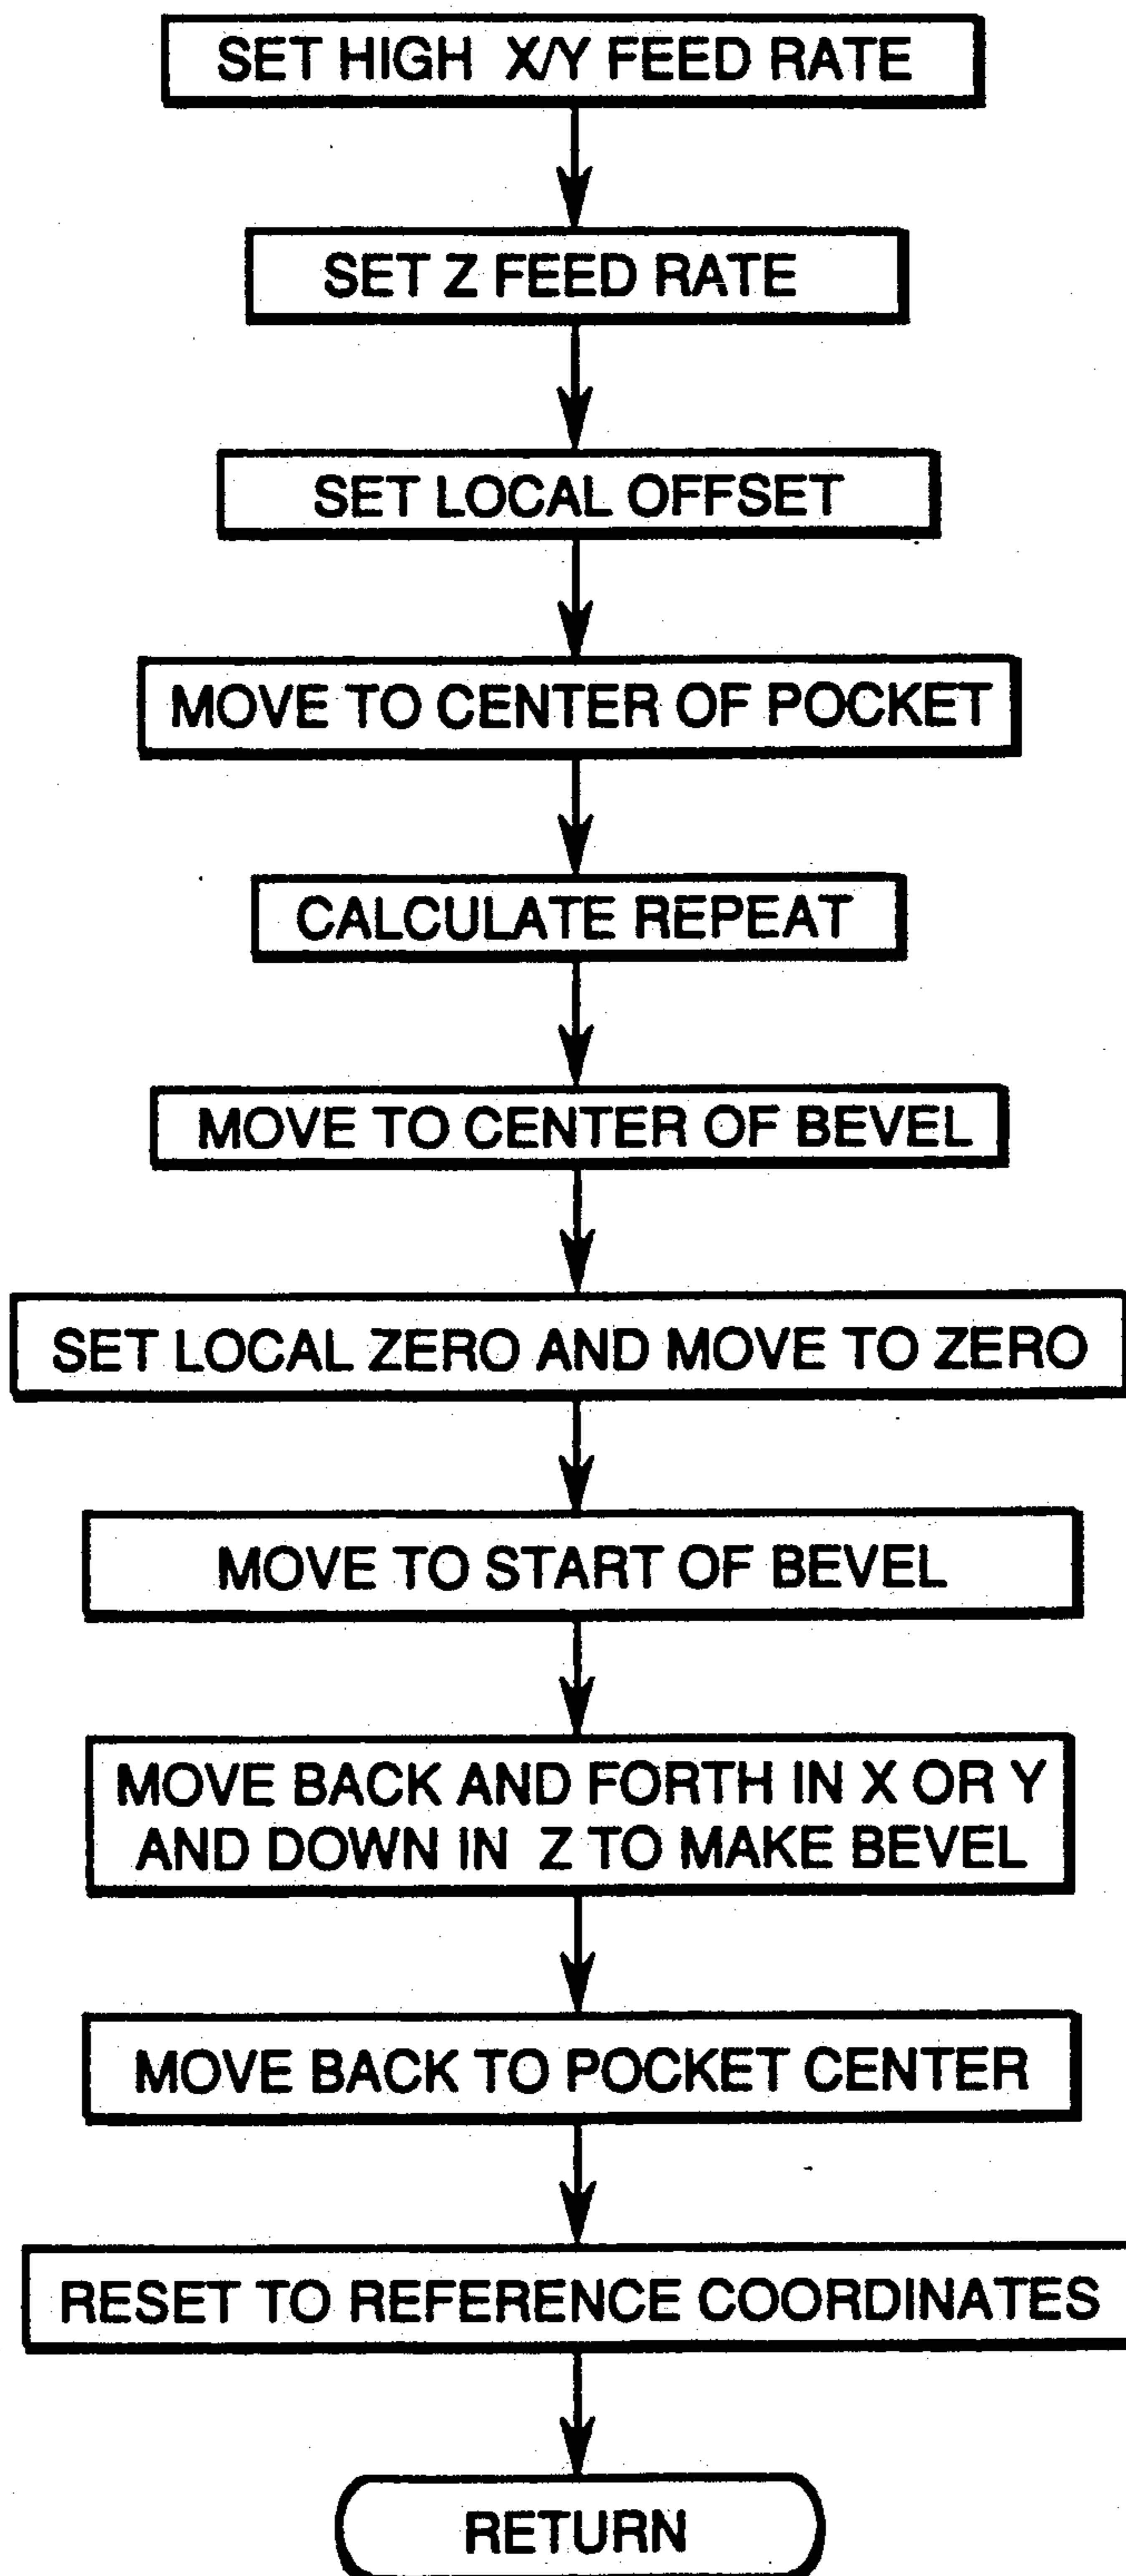 SET HIGH X/Y FEED RATE
SET Z FEED RATE
SET LOCAL OFFSET
MOVE TO CENTER OF POCKET
CALCULATE REPEAT
MOVE TO CENTER OF BEVEL
SET LOCAL ZERO AND MOVE TO ZERO
MOVE TO START OF BEVEL
MOVE BACK AND FORTH IN X OR Y
AND DOWN IN Z TO MAKE BEVEL
MOVE BACK TO POCKET CENTER
RESET TO REFERENCE COORDINATES
RETURN